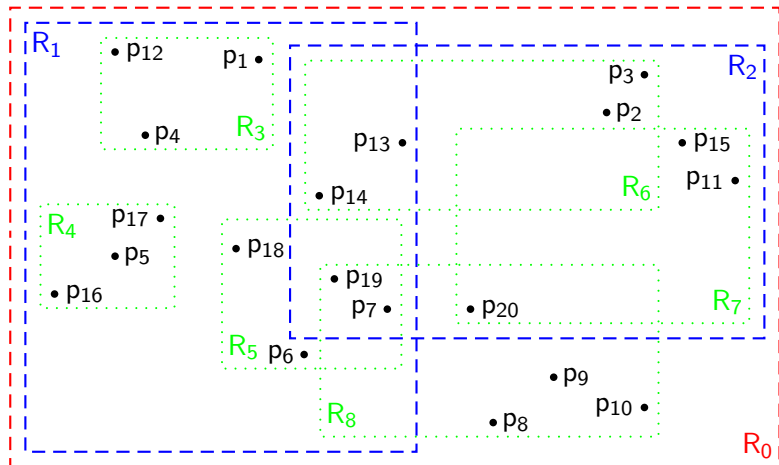 R₁
p₁₂
p₁
R₂
p₃
p₂
p₄
R₃
p₁₃
p₁₅
p₁₁
R₆
p₁₄
R₄
p₁₇
p₅
p₁₈
p₁₆
p₁₉
p₇
p₂₀
R₇
R₅
p₆
p₉
p₁₀
R₈
p₈
R₀